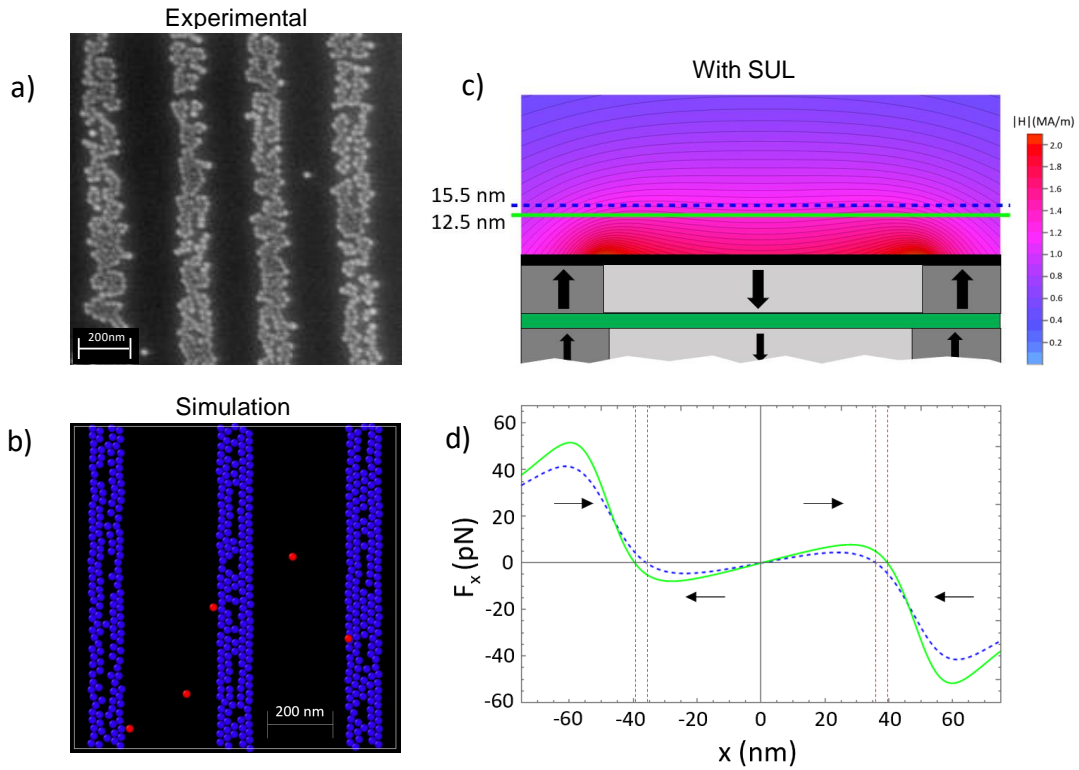 Experimental
a)
200nm
Simulation
b)
200 nm
With SUL
c)
|H|(MA/m)
2.0
1.8
1.6
1.4
1.2
1.0
0.8
0.6
0.4
0.2
15.5 nm
12.5 nm
d)
60
40
20
0
-20
-40
-60
F_x (pN)
-60 -40 -20 0 20 40 60
x (nm)